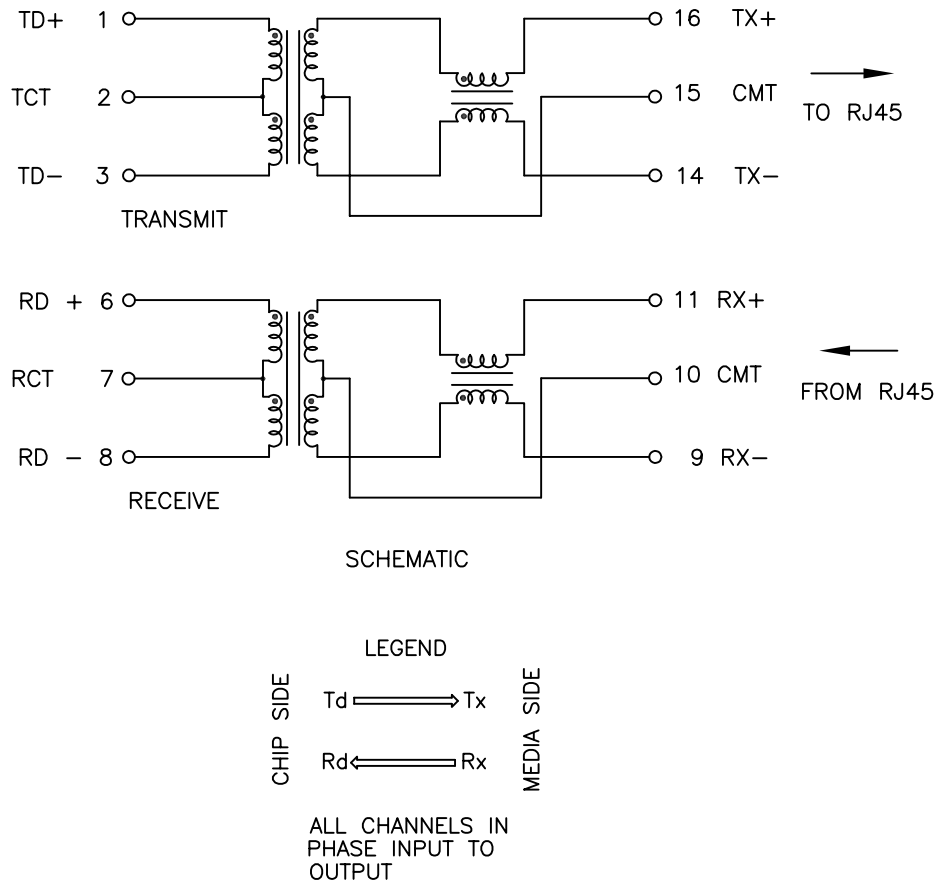 TD+ 1 16 TX+
TCT 2 15 CMT
TO RJ45
TD- 3 14 TX-
TRANSMIT
RD + 6 11 RX+
RCT 7 10 CMT
FROM RJ45
RD - 8 9 RX-
RECEIVE
SCHEMATIC
LEGEND
CHIP SIDE
Td Tx
Rd Rx
MEDIA SIDE
ALL CHANNELS IN
PHASE INPUT TO
OUTPUT